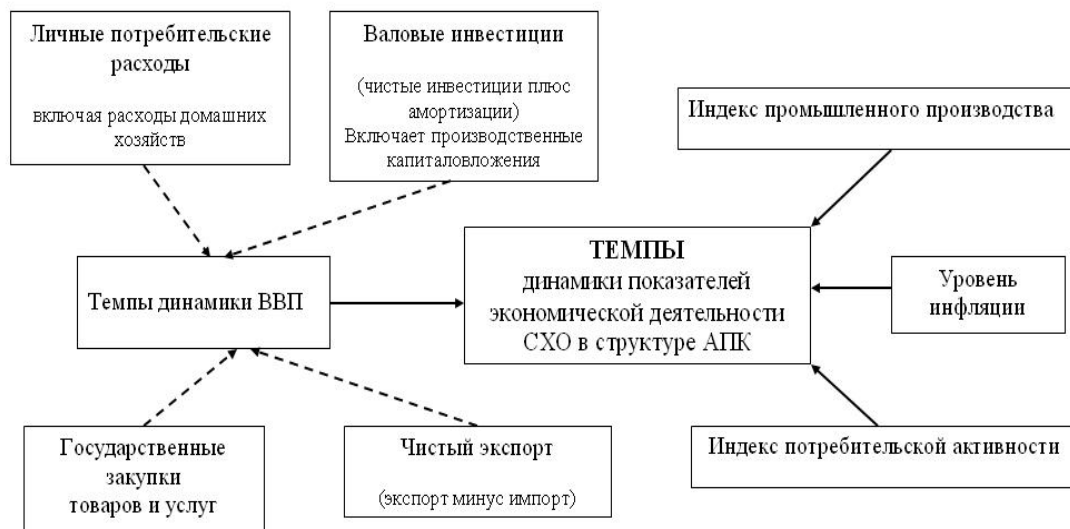 Личные потребительские
расходы
включая расходы домашних
хозяйств
Валовые инвестиции
(чистые инвестиции плюс
амортизации)
Включает производственные
капиталовложения
Индекс промышленного производства
Темпы динамики ВВП
ТЕМПЫ
динамики показателей
экономической деятельности
СХО в структуре АПК
Уровень
инфляции
Государственные
закупки
товаров и услуг
Чистый экспорт
(экспорт минус импорт)
Индекс потребительской активности